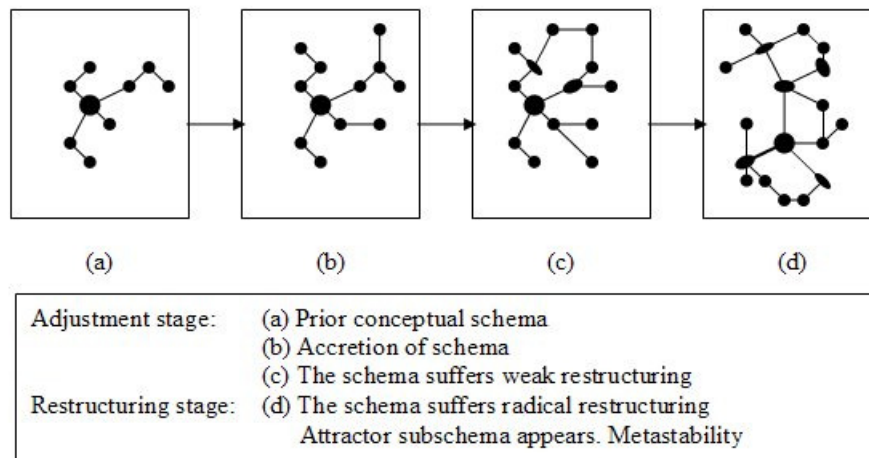 (a) (b) (c) (d)
Adjustment stage: (a) Prior conceptual schema
(b) Accretion of schema
(c) The schema suffers weak restructuring
Restructuring stage: (d) The schema suffers radical restructuring
Attractor subschema appears. Metastability